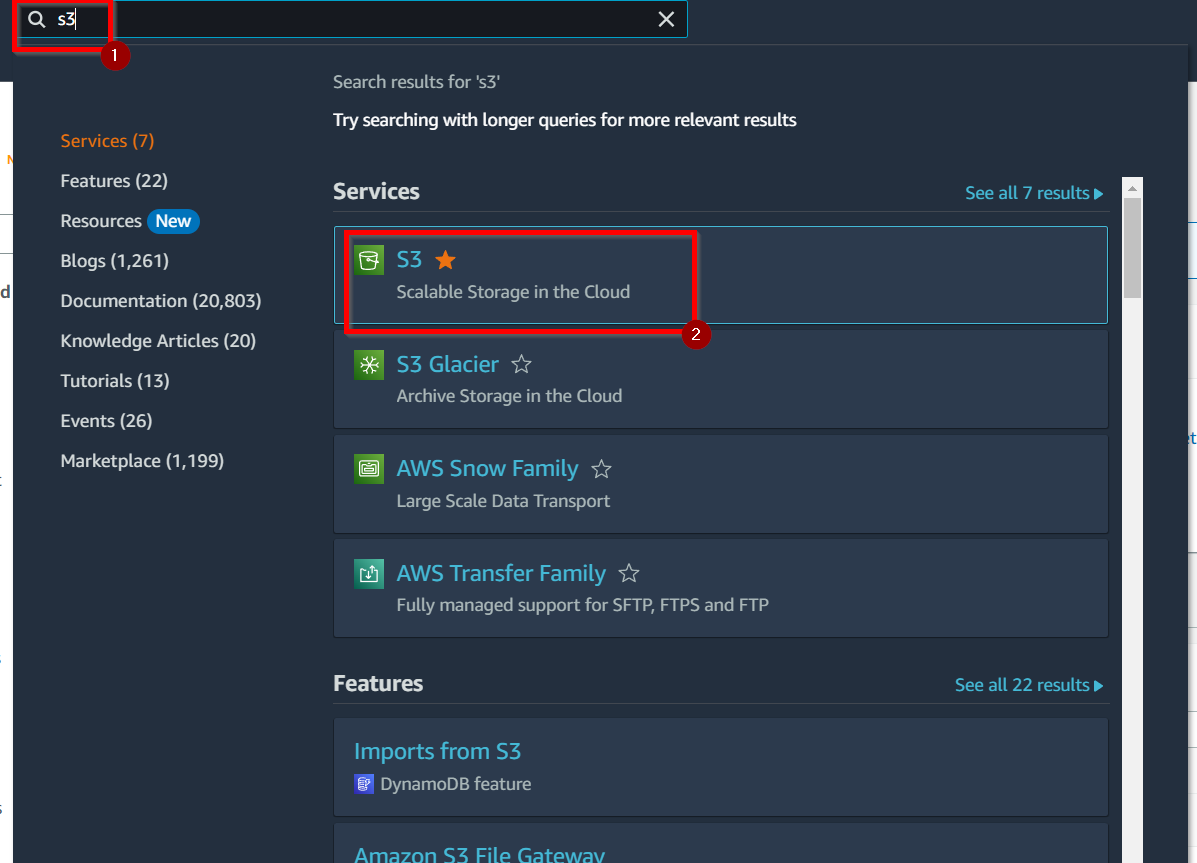 s3
1
Search results for 's3'
Try searching with longer queries for more relevant results
Services (7)
Features (22)
Resources New
Blogs (1,261)
Documentation (20,803)
Knowledge Articles (20)
Tutorials (13)
Events (26)
Marketplace (1,199)
Services
See all 7 results
S3
Scalable Storage in the Cloud
2
S3 Glacier
Archive Storage in the Cloud
AWS Snow Family
Large Scale Data Transport
AWS Transfer Family
Fully managed support for SFTP, FTPS and FTP
Features
See all 22 results
Imports from S3
DynamoDB feature
Amazon S3 File Gateway